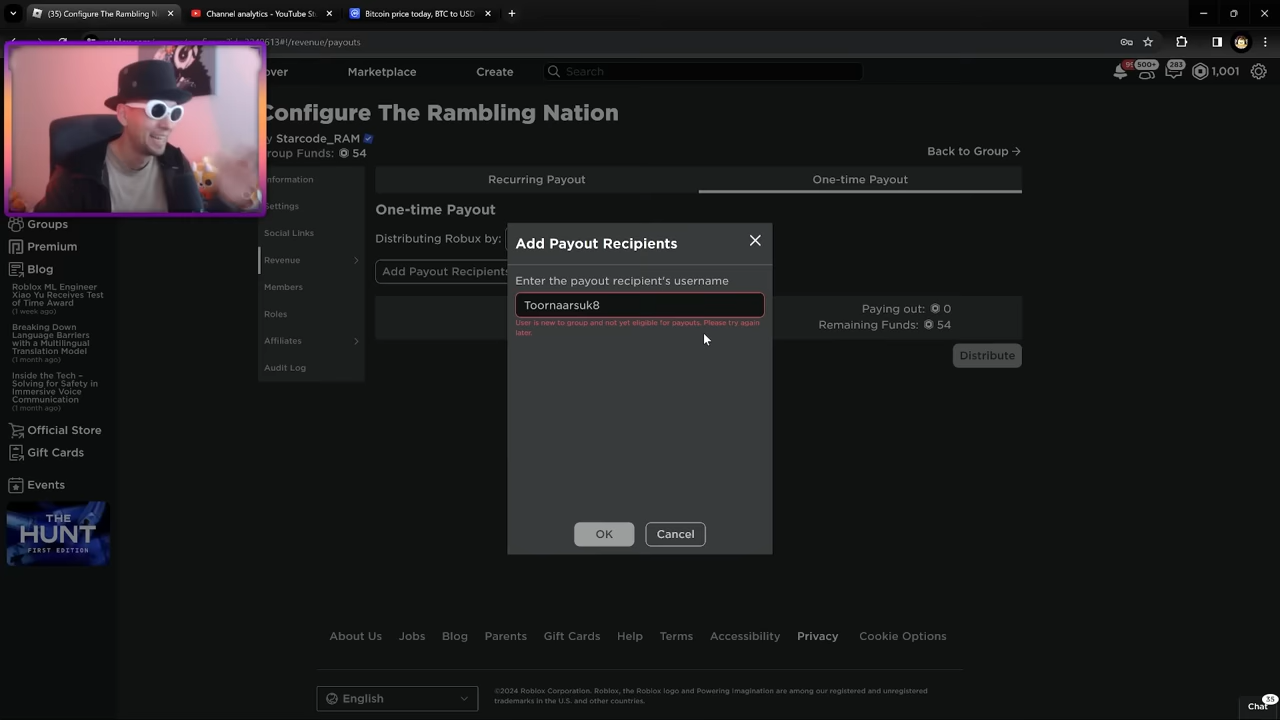 (35) Configure The Rambling N
Channel analytics - YouTube St
Bitcoin price today, BTC to USD
#!/revenue/payouts
Marketplace
Create
Search
99
500+
283
1,001
Configure The Rambling Nation
Starcode_RAM
Group Funds: 54
Back to Group
Information
Settings
Social Links
Revenue
Members
Roles
Affiliates
Audit Log
Groups
Premium
Blog
Roblox ML Engineer
Xiao Yu Receives Test
of Time Award
(1 week ago)
Breaking Down
Language Barriers
with a Multilingual
Translation Model
(1 month ago)
Inside the Tech –
Solving for Safety in
Immersive Voice
Communication
(1 month ago)
Official Store
Gift Cards
Events
THE
HUNT
FIRST EDITION
Recurring Payout
One-time Payout
One-time Payout
Distributing Robux by:
Add Payout Recipients
Paying out: 0
Remaining Funds: 54
Distribute
Add Payout Recipients
Enter the payout recipient's username
Toornaarsuk8
User is new to group and not yet eligible for payouts. Please try again
later.
OK
Cancel
About Us
Jobs
Blog
Parents
Gift Cards
Help
Terms
Accessibility
Privacy
Cookie Options
English
©2024 Roblox Corporation. Roblox, the Roblox logo and Powering Imagination are among our registered and unregistered
trademarks in the U.S. and other countries.
Cha